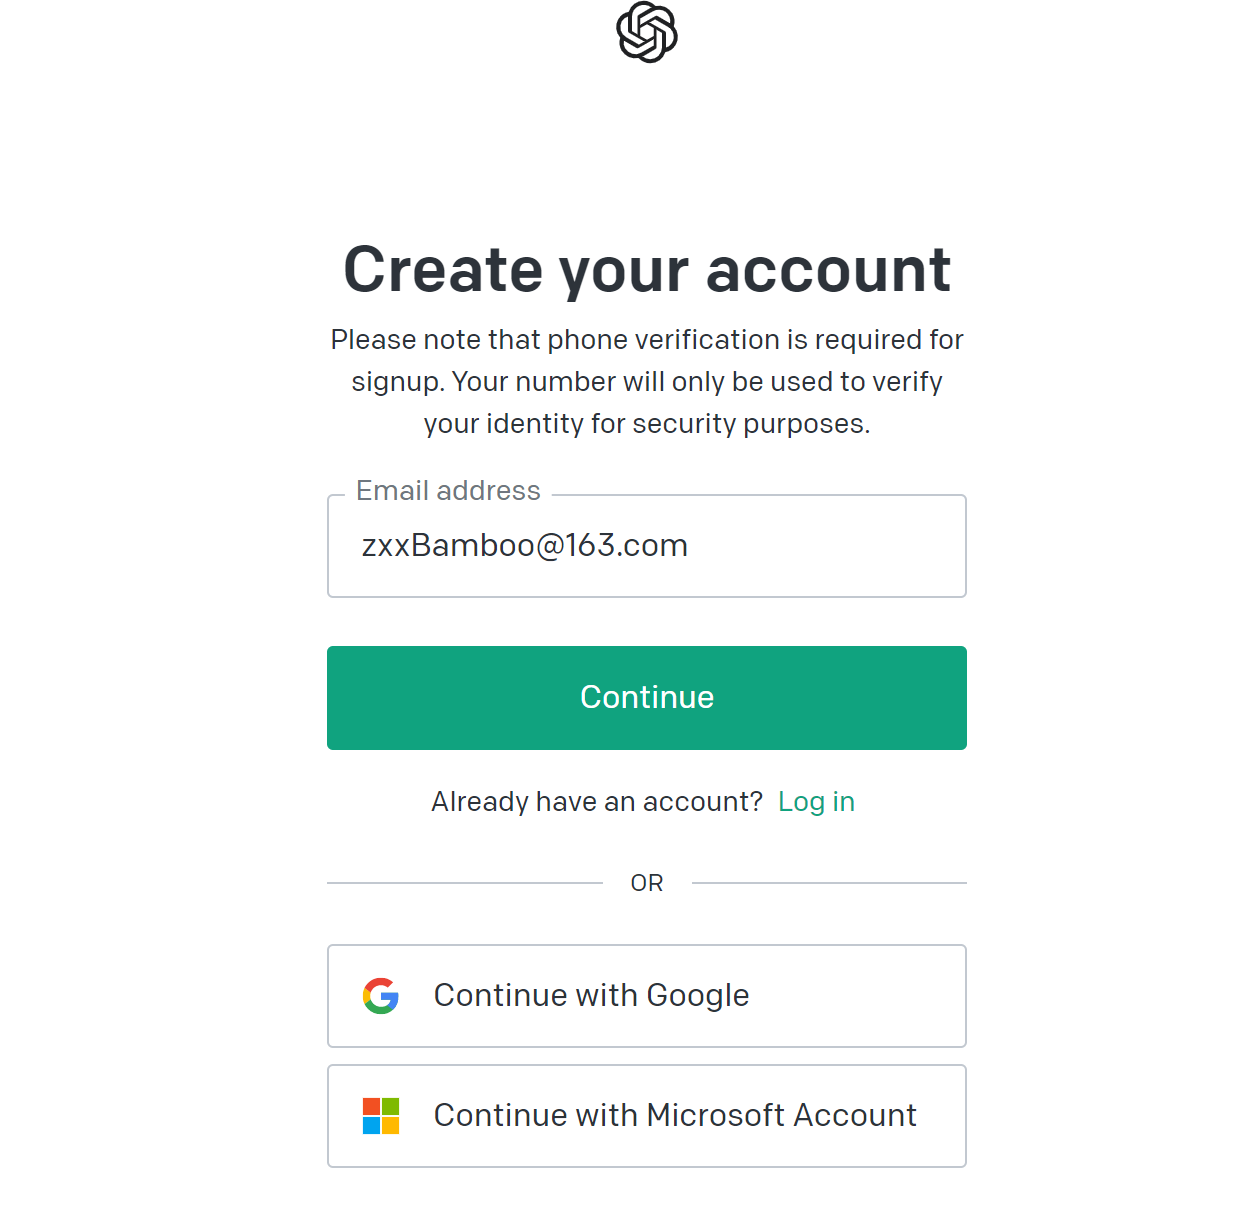 Create your account
Please note that phone verification is required for
signup. Your number will only be used to verify
your identity for security purposes.
Email address
zxxBamboo@163.com
Continue
Already have an account? Log in
OR
Continue with Google
Continue with Microsoft Account